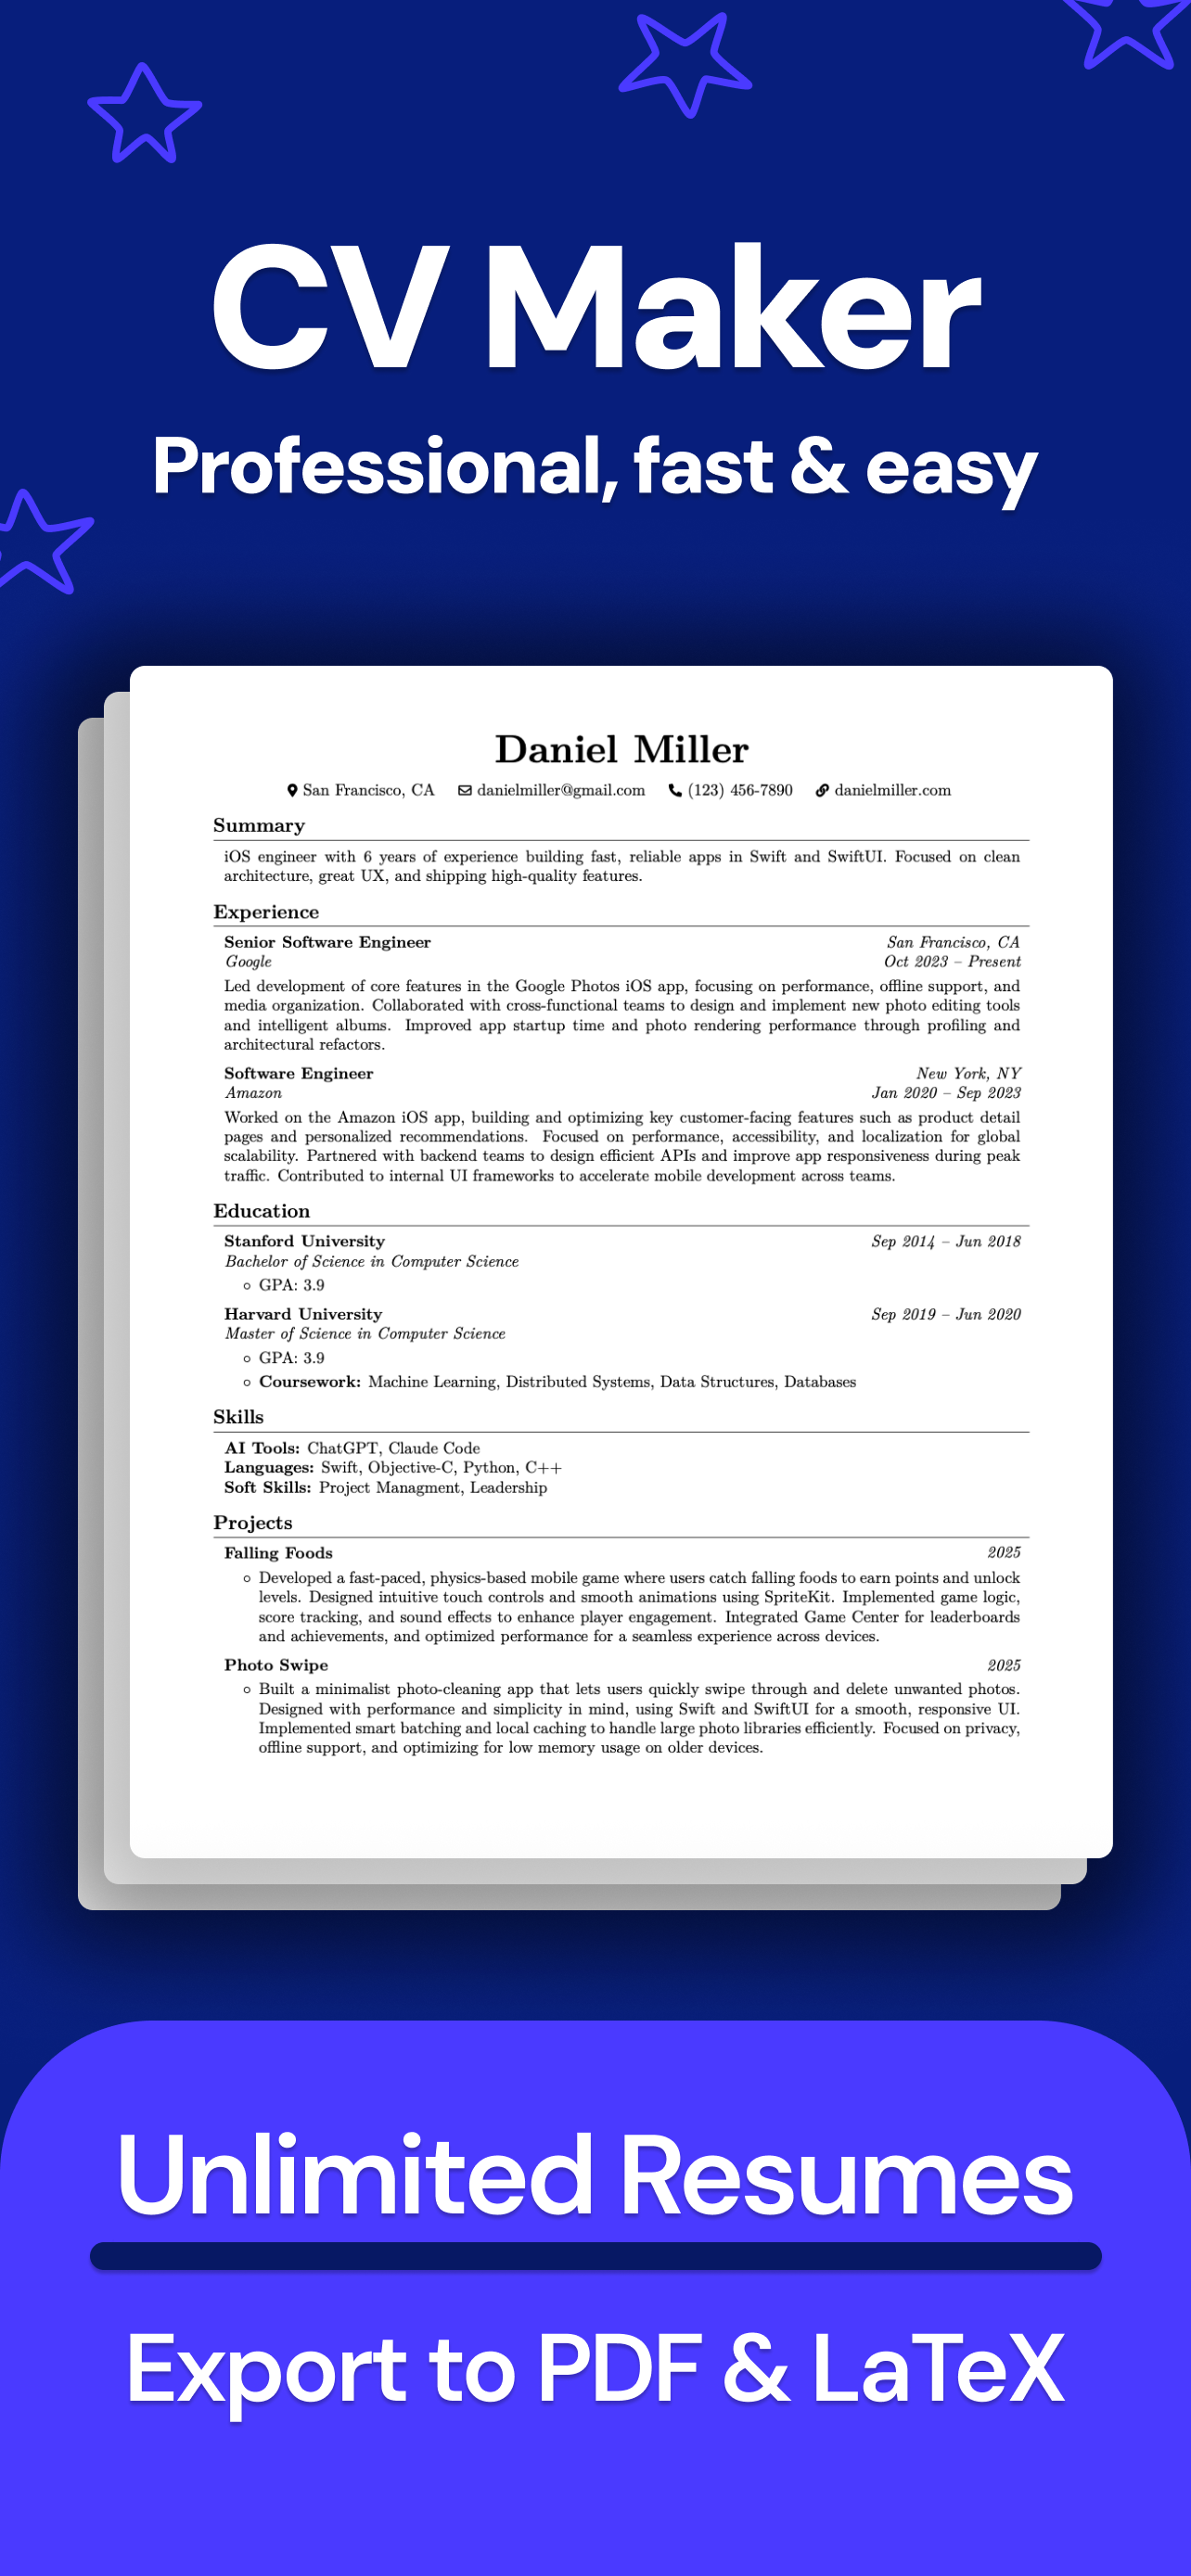 CV Maker
Professional, fast & easy
Daniel Miller
San Francisco, CA danielmiller@gmail.com (123) 456-7890 danielmiller.com
Summary
iOS engineer with 6 years of experience building fast, reliable apps in Swift and SwiftUI. Focused on clean
architecture, great UX, and shipping high-quality features.
Experience
Senior Software Engineer San Francisco, CA
Google Oct 2023 – Present
Led development of core features in the Google Photos iOS app, focusing on performance, offline support, and
media organization. Collaborated with cross-functional teams to design and implement new photo editing tools
and intelligent albums. Improved app startup time and photo rendering performance through profiling and
architectural refactors.
Software Engineer New York, NY
Amazon Jan 2020 – Sep 2023
Worked on the Amazon iOS app, building and optimizing key customer-facing features such as product detail
pages and personalized recommendations. Focused on performance, accessibility, and localization for global
scalability. Partnered with backend teams to design efficient APIs and improve app responsiveness during peak
traffic. Contributed to internal UI frameworks to accelerate mobile development across teams.
Education
Stanford University Sep 2014 – Jun 2018
Bachelor of Science in Computer Science
GPA: 3.9
Harvard University Sep 2019 – Jun 2020
Master of Science in Computer Science
GPA: 3.9
Coursework: Machine Learning, Distributed Systems, Data Structures, Databases
Skills
AI Tools: ChatGPT, Claude Code
Languages: Swift, Objective-C, Python, C++
Soft Skills: Project Managment, Leadership
Projects
Falling Foods 2025
Developed a fast-paced, physics-based mobile game where users catch falling foods to earn points and unlock
levels. Designed intuitive touch controls and smooth animations using SpriteKit. Implemented game logic,
score tracking, and sound effects to enhance player engagement. Integrated Game Center for leaderboards
and achievements, and optimized performance for a seamless experience across devices.
Photo Swipe 2025
Built a minimalist photo-cleaning app that lets users quickly swipe through and delete unwanted photos.
Designed with performance and simplicity in mind, using Swift and SwiftUI for a smooth, responsive UI.
Implemented smart batching and local caching to handle large photo libraries efficiently. Focused on privacy,
offline support, and optimizing for low memory usage on older devices.
Unlimited Resumes
Export to PDF & LaTeX